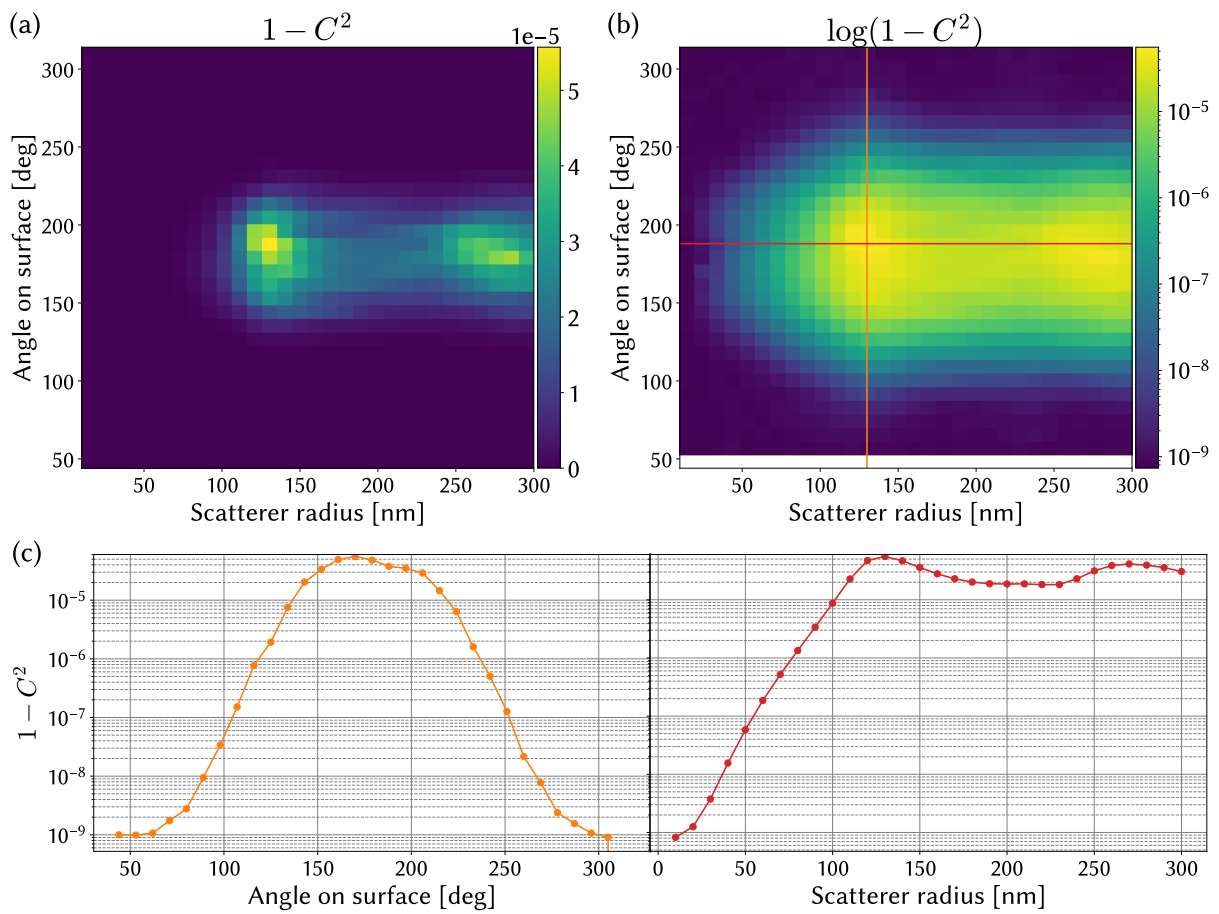 (a)
1 − C²
1e−5
300
250
200
150
100
50
Angle on surface [deg]
50 100 150 200 250 300
Scatterer radius [nm]
5
4
3
2
1
0
(b)
log(1 − C²)
300
250
200
150
100
50
Angle on surface [deg]
50 100 150 200 250 300
Scatterer radius [nm]
10⁻⁵
10⁻⁶
10⁻⁷
10⁻⁸
10⁻⁹
(c)
1 − C²
10⁻⁵
10⁻⁶
10⁻⁷
10⁻⁸
10⁻⁹
50 100 150 200 250 300
Angle on surface [deg]
0 50 100 150 200 250 300
Scatterer radius [nm]